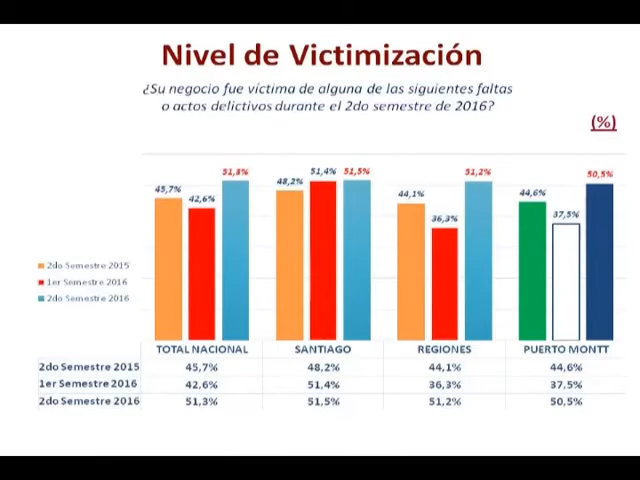 Nivel de Victimización
¿Su negocio fue víctima de alguna de las siguientes faltas
o actos delictivos durante el 2do semestre de 2016?
(%)
45,7%
42,6%
51,3%
48,2%
51,4%
51,5%
44,1%
36,3%
51,2%
44,6%
37,5%
50,5%
2do Semestre 2015
1er Semestre 2016
2do Semestre 2016
TOTAL NACIONAL SANTIAGO REGIONES PUERTO MONTT
2do Semestre 2015 45,7% 48,2% 44,1% 44,6%
1er Semestre 2016 42,6% 51,4% 36,3% 37,5%
2do Semestre 2016 51,3% 51,5% 51,2% 50,5%